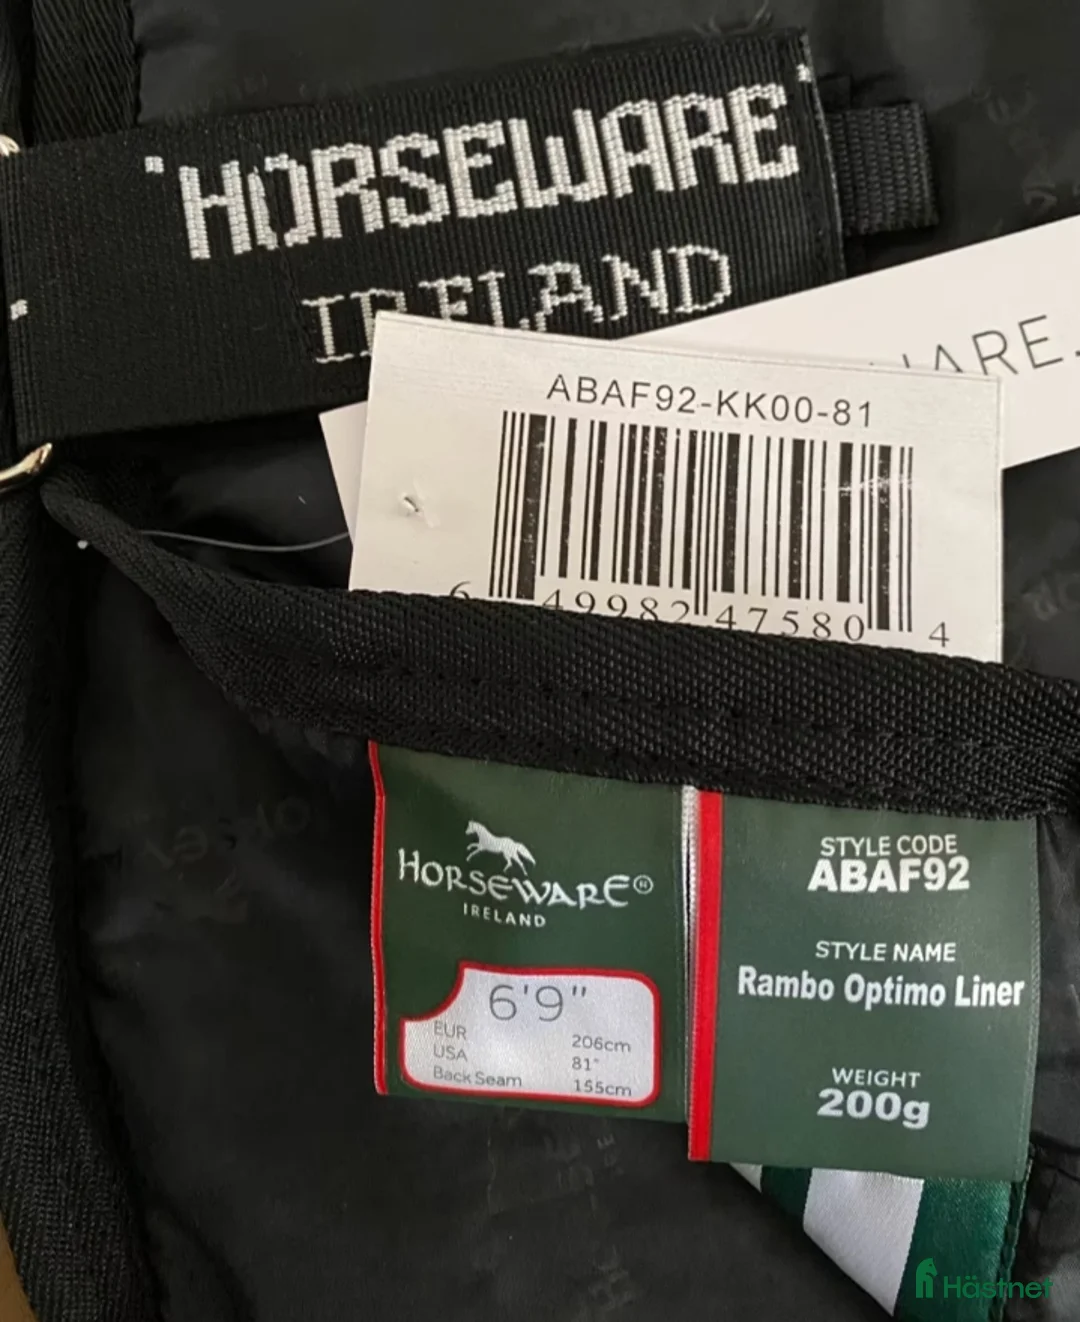 HORSEWARE
IRELAND
WARE.
ABAF92-KK00-81
6 49982 47580 4
HORSEWARE®
IRELAND
6'9"
EUR 206cm
USA 81"
Back Seam 155cm
STYLE CODE
ABAF92
STYLE NAME
Rambo Optimo Liner
WEIGHT
200g
Hästnet